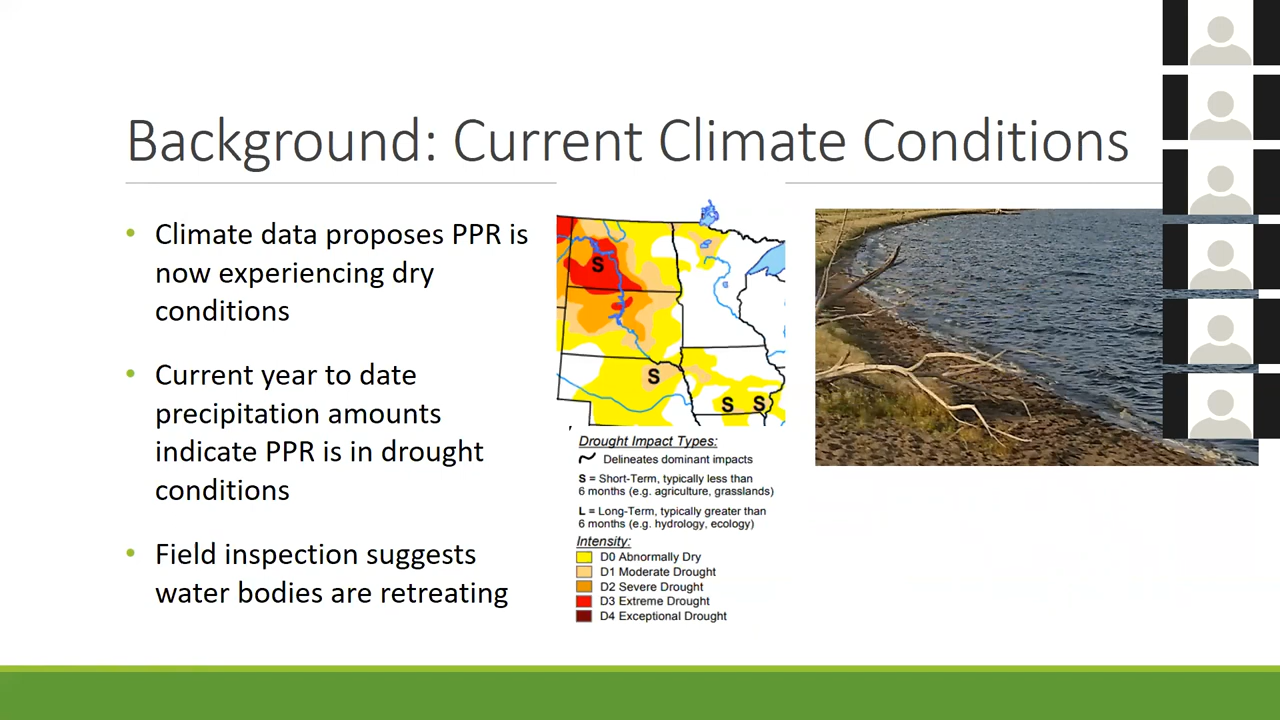 Background: Current Climate Conditions
• Climate data proposes PPR is
now experiencing dry
conditions
• Current year to date
precipitation amounts
indicate PPR is in drought
conditions
• Field inspection suggests
water bodies are retreating
S
S
S
S
Drought Impact Types:
Delineates dominant impacts
S = Short-Term, typically less than
6 months (e.g. agriculture, grasslands)
L = Long-Term, typically greater than
6 months (e.g. hydrology, ecology)
Intensity:
D0 Abnormally Dry
D1 Moderate Drought
D2 Severe Drought
D3 Extreme Drought
D4 Exceptional Drought